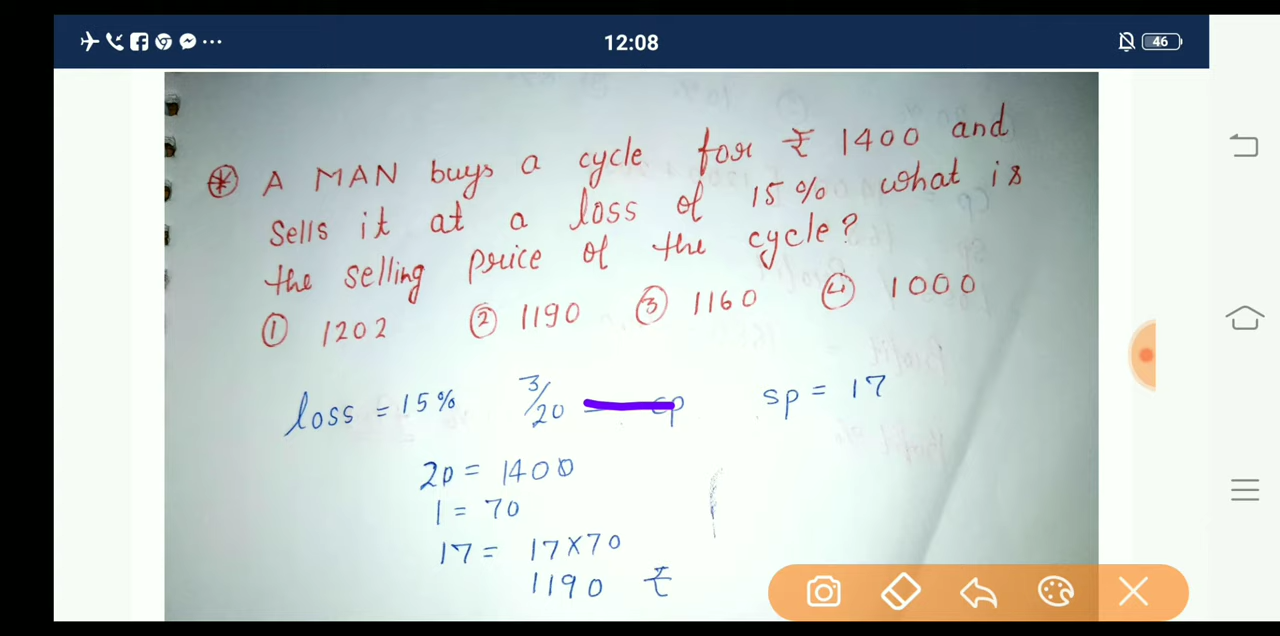 12:08
46
A MAN buys a cycle for ₹ 1400 and
sells it at a loss of 15% what is
the selling price of the cycle?
① 1202 ② 1190 ③ 1160 ④ 1000
loss = 15% 3/20 cp sp = 17
20 = 1400
1 = 70
17 = 17×70
1190 ₹